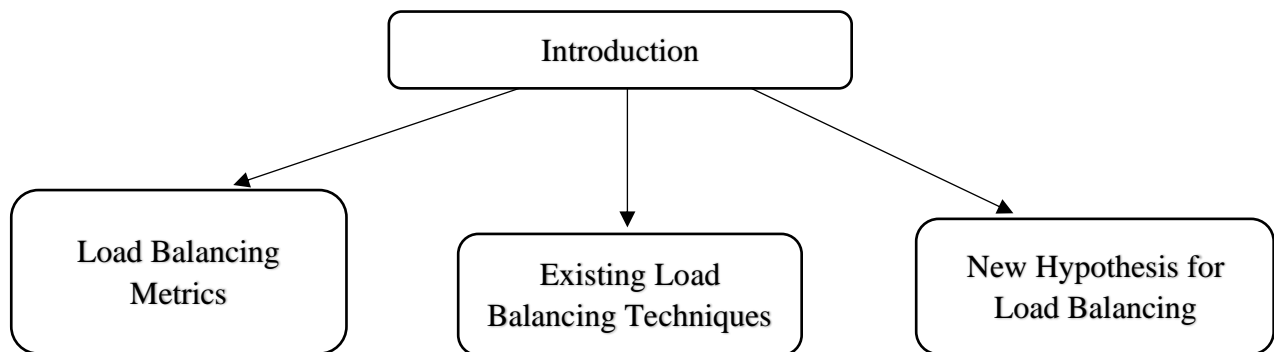 Introduction
Load Balancing
Metrics
Existing Load
Balancing Techniques
New Hypothesis for
Load Balancing